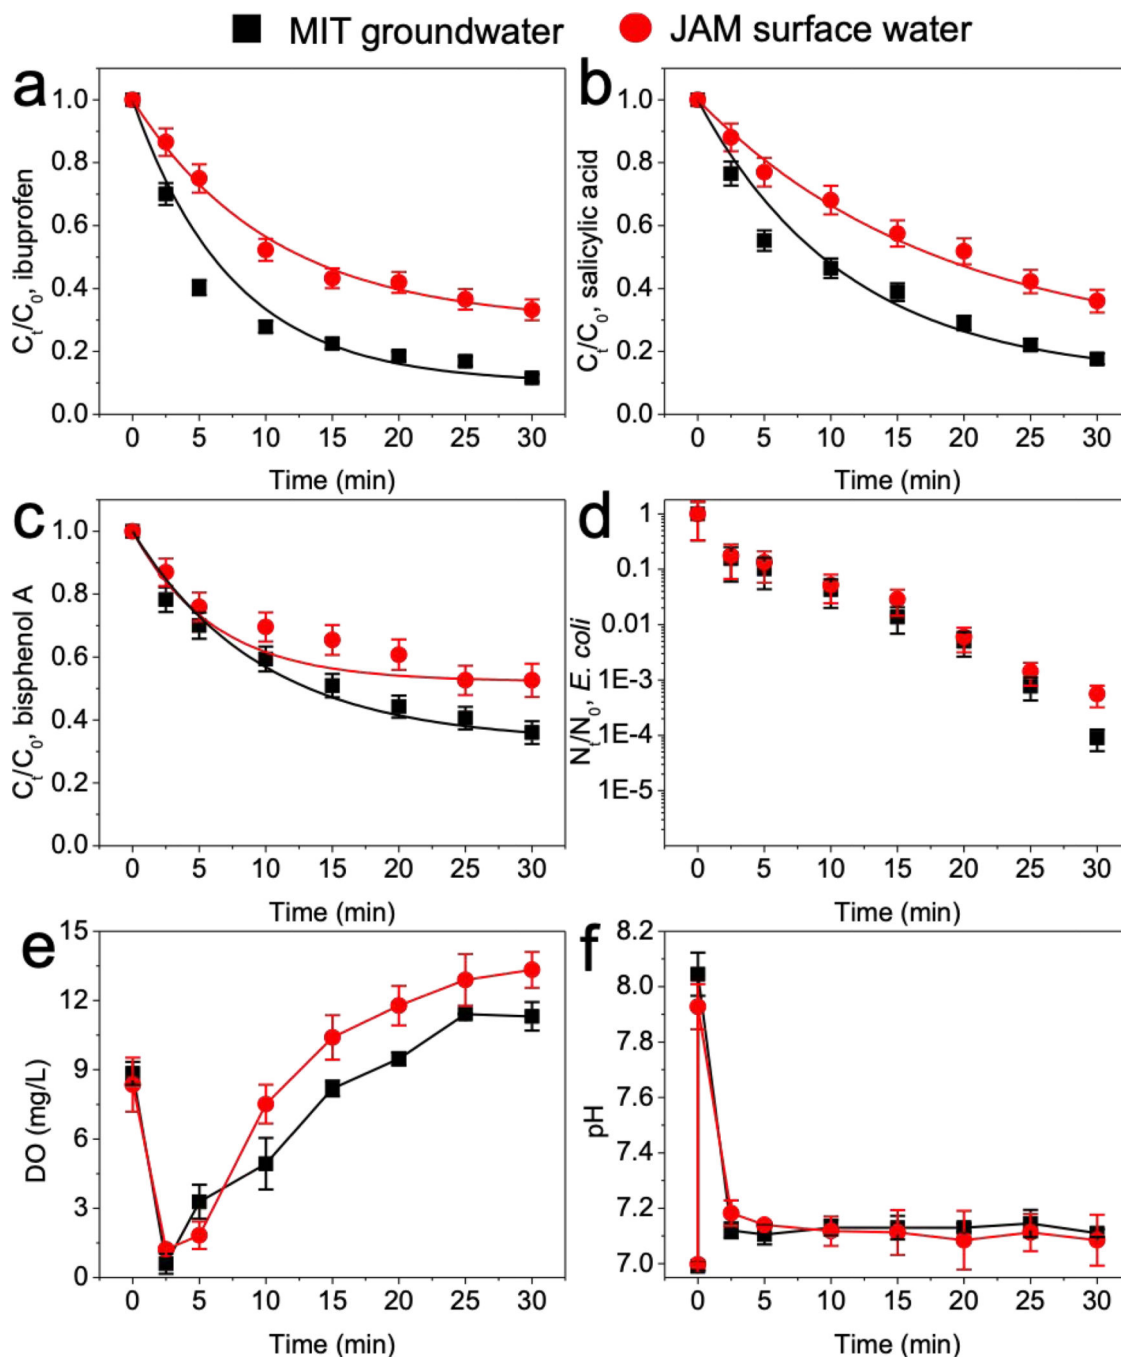 MIT groundwater JAM surface water
a
1.0
0.8
0.6
0.4
0.2
0.0
C_t/C_0, ibuprofen
0 5 10 15 20 25 30
Time (min)
b
1.0
0.8
0.6
0.4
0.2
0.0
C_t/C_0, salicylic acid
0 5 10 15 20 25 30
Time (min)
c
1.0
0.8
0.6
0.4
0.2
0.0
C_t/C_0, bisphenol A
0 5 10 15 20 25 30
Time (min)
d
1
0.1
0.01
1E-3
1E-4
1E-5
N_t/N_0, E. coli
0 5 10 15 20 25 30
Time (min)
e
15
12
9
6
3
0
DO (mg/L)
0 5 10 15 20 25 30
Time (min)
f
8.2
8.0
7.8
7.6
7.4
7.2
7.0
pH
0 5 10 15 20 25 30
Time (min)